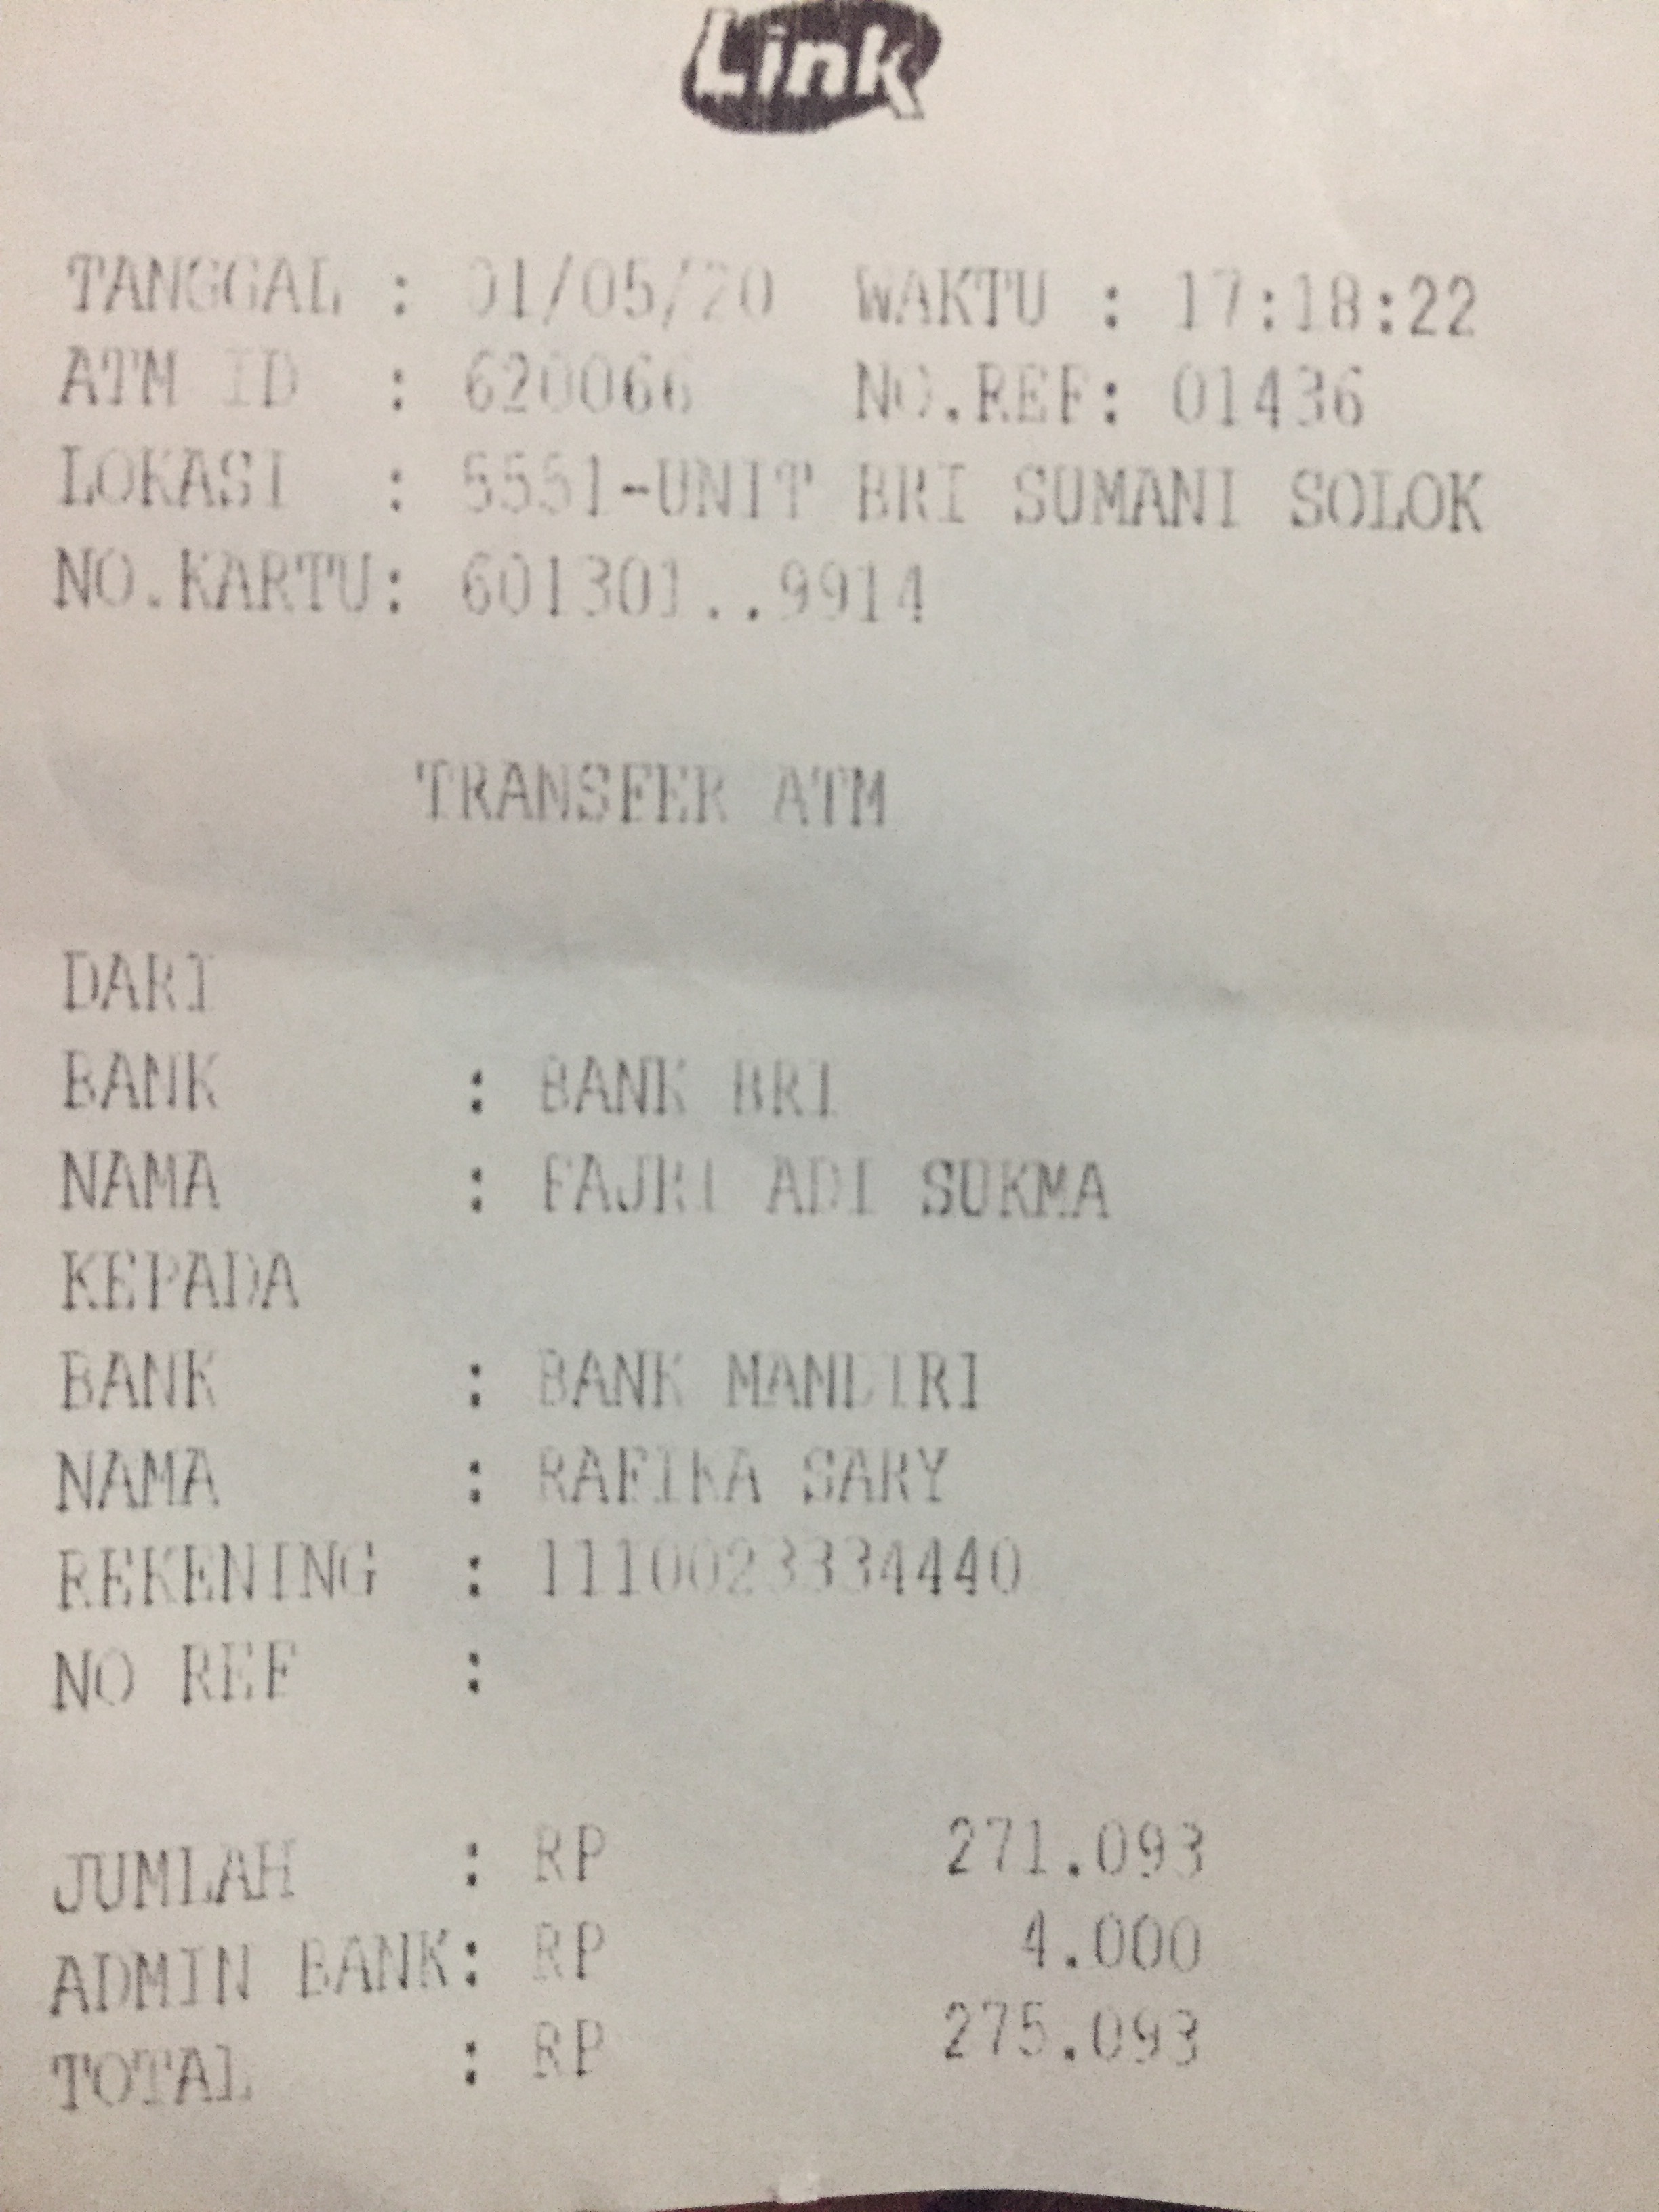 Link
TANGGAL : 01/05/20 WAKTU : 17:18:22
ATM ID : 620066 NO.REF: 01436
LOKASI : 5551-UNIT BRI SUMANI SOLOK
NO.KARTU: 601301..9914
TRANSFER ATM
DARI
BANK : BANK BRI
NAMA : FAJRI ADI SUKMA
KEPADA
BANK : BANK MANDIRI
NAMA : RAFIKA SARY
REKENING : 1110023334440
NO REF :
JUMLAH : RP 271.093
ADMIN BANK: RP 4.000
TOTAL : RP 275.093